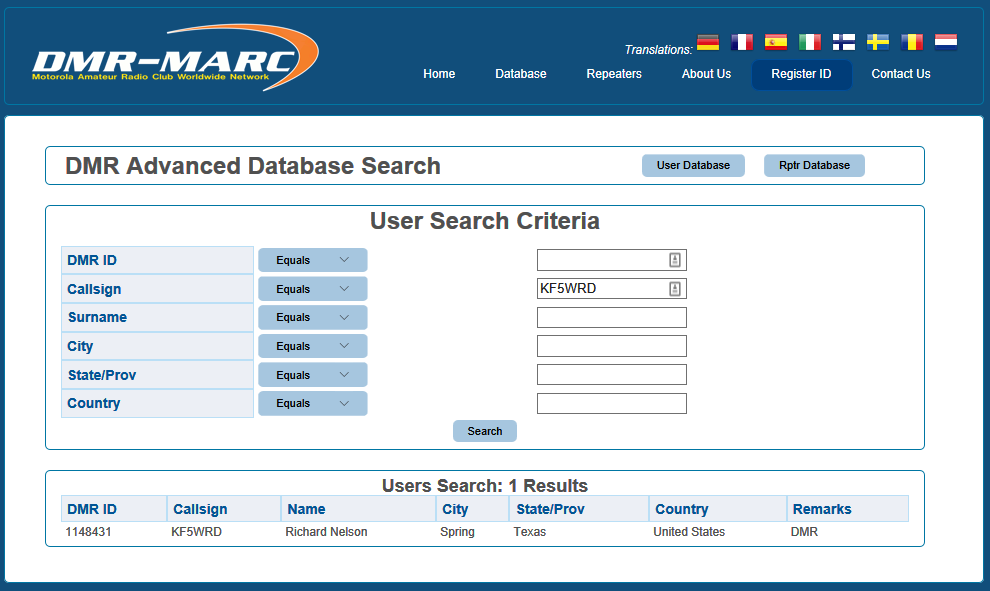 Translations:
DMR-MARC
Motorola Amateur Radio Club Worldwide Network
Home Database Repeaters About Us Register ID Contact Us
DMR Advanced Database Search User Database Rptr Database
User Search Criteria
DMR ID Equals
Callsign Equals KF5WRD
Surname Equals
City Equals
State/Prov Equals
Country Equals
Search
Users Search: 1 Results
DMR ID Callsign Name City State/Prov Country Remarks
1148431 KF5WRD Richard Nelson Spring Texas United States DMR